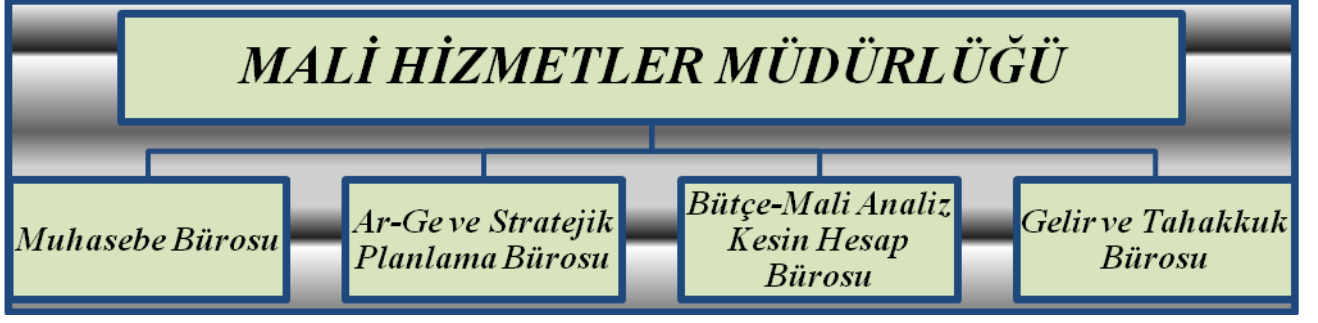 MALİ HİZMETLER MÜDÜRLÜĞÜ
Muhasebe Bürosu
Ar-Ge ve Stratejik
Planlama Bürosu
Bütçe-Mali Analiz
Kesin Hesap
Bürosu
Gelir ve Tahakkuk
Bürosu